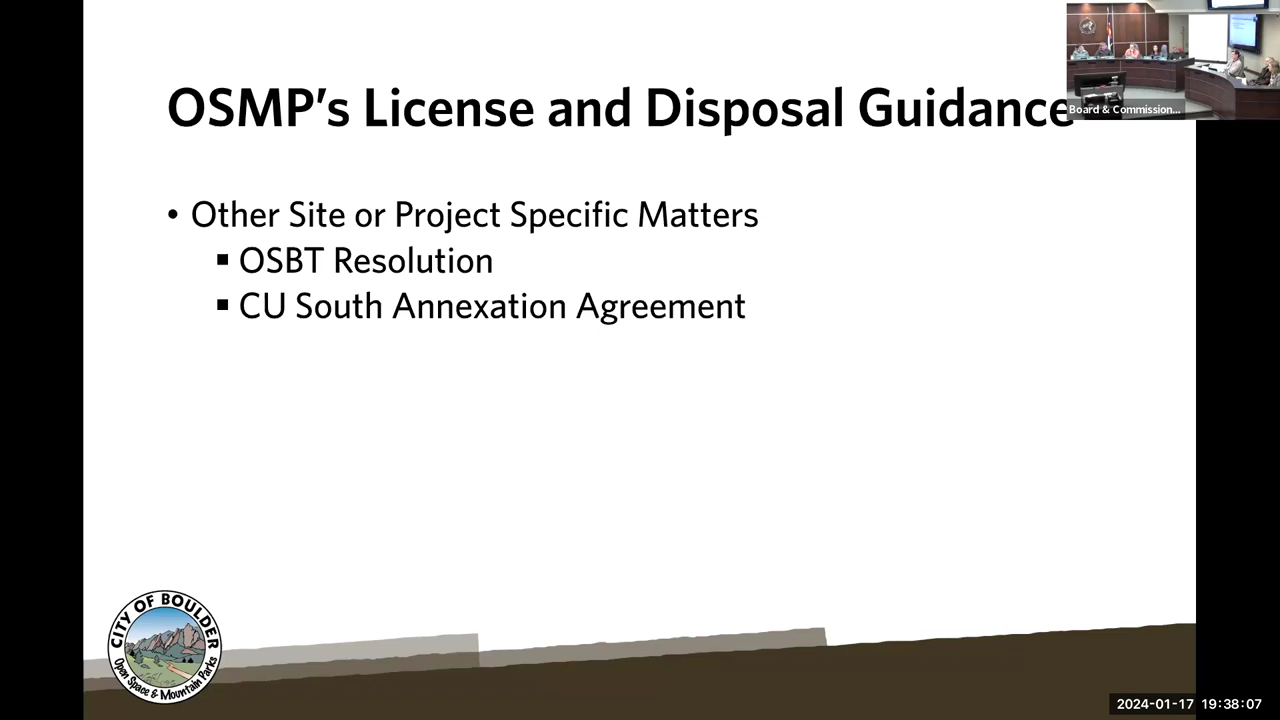 OSMP's License and Disposal Guidance
Board & Commission...
• Other Site or Project Specific Matters
▪ OSBT Resolution
▪ CU South Annexation Agreement
CITY OF BOULDER
Open Space & Mountain Parks
2024-01-17 19:38:07